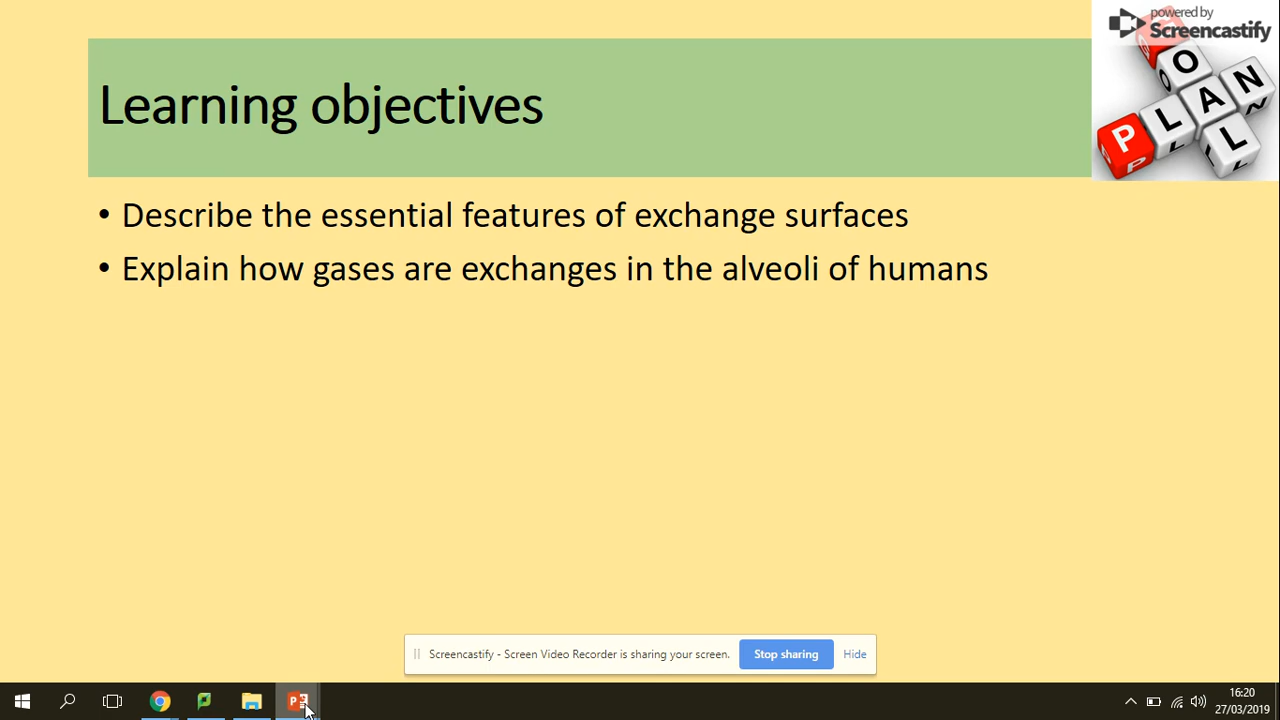 powered by
Screencastify
GOAL
PLAN
Learning objectives
• Describe the essential features of exchange surfaces
• Explain how gases are exchanges in the alveoli of humans
Screencastify - Screen Video Recorder is sharing your screen.
Stop sharing
Hide
16:20
27/03/2019